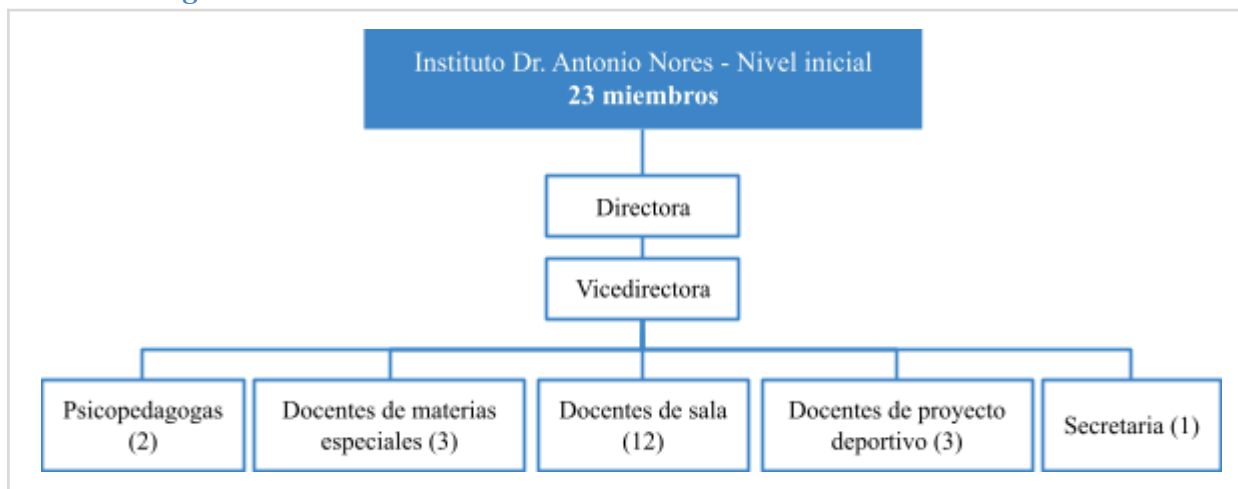 Instituto Dr. Antonio Nores - Nivel inicial
23 miembros
Directora
Vicedirectora
Psicopedagogas
(2)
Docentes de materias
especiales (3)
Docentes de sala
(12)
Docentes de proyecto
deportivo (3)
Secretaria (1)